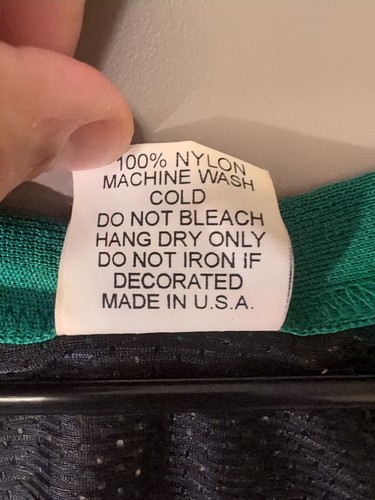 100% NYLON
MACHINE WASH
COLD
DO NOT BLEACH
HANG DRY ONLY
DO NOT IRON IF
DECORATED
MADE IN U.S.A.